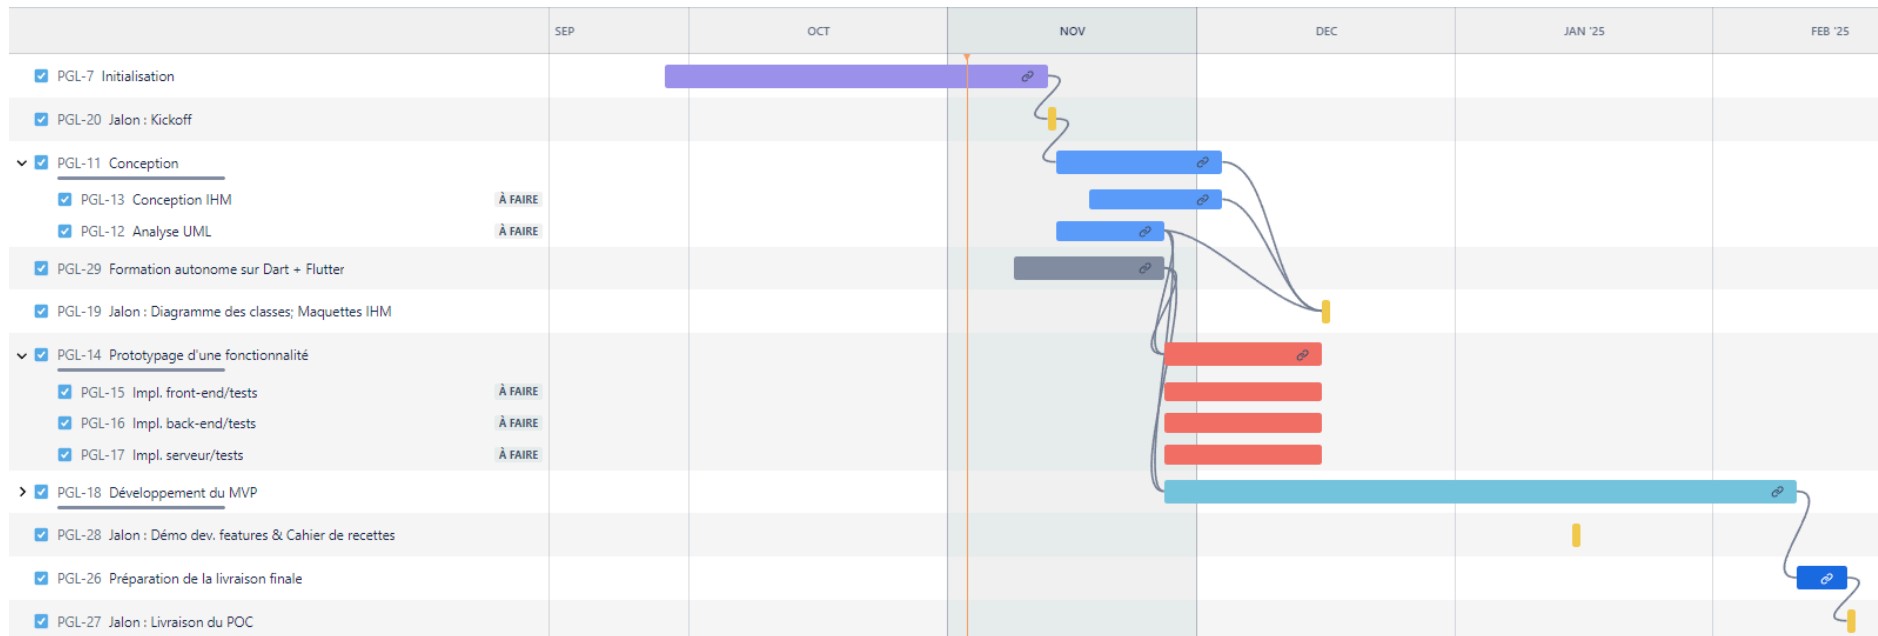 SEP OCT NOV DEC JAN '25 FEB '25
PGL-7 Initialisation
PGL-20 Jalon : Kickoff
PGL-11 Conception
PGL-13 Conception IHM À FAIRE
PGL-12 Analyse UML À FAIRE
PGL-29 Formation autonome sur Dart + Flutter
PGL-19 Jalon : Diagramme des classes; Maquettes IHM
PGL-14 Prototypage d'une fonctionnalité
PGL-15 Impl. front-end/tests À FAIRE
PGL-16 Impl. back-end/tests À FAIRE
PGL-17 Impl. serveur/tests À FAIRE
PGL-18 Développement du MVP
PGL-28 Jalon : Démo dev. features & Cahier de recettes
PGL-26 Préparation de la livraison finale
PGL-27 Jalon : Livraison du POC